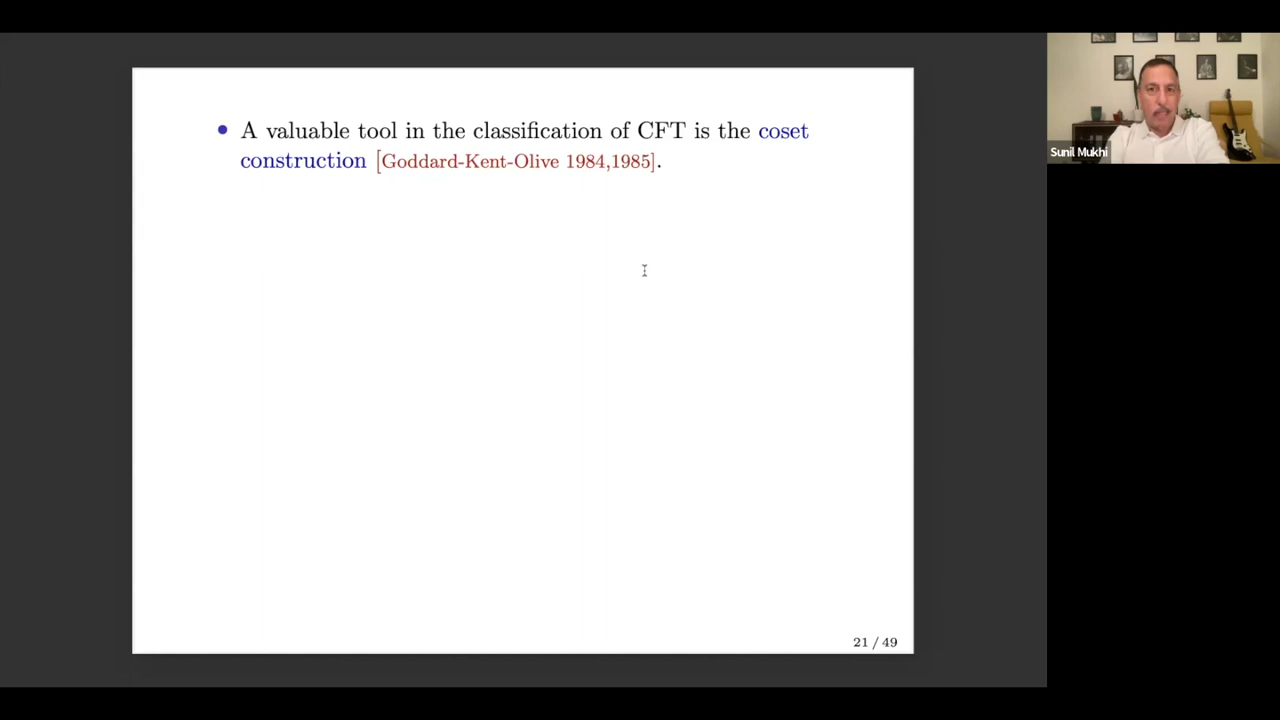 • A valuable tool in the classification of CFT is the coset
construction [Goddard-Kent-Olive 1984,1985].
Sunil Mukhi
21 / 49